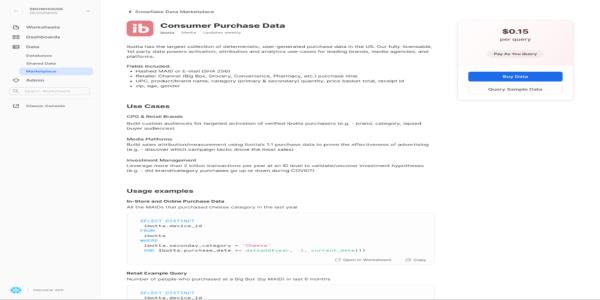 Worksheets
Dashboards
Data
Databases
Shared Data
Marketplace
Admin
Search Worksheets
Classic Console
Snowflake Data Marketplace
ib
Consumer Purchase Data
Ibotta Media Updates weekly
Ibotta has the largest collection of deterministic, user-generated purchase data in the US. Our fully-licensable,
1st party data powers activation, attribution and analytics use-cases for leading brands, media agencies, and
platforms.
Fields included:
• Hashed MAID or E-mail (SHA 256)
• Retailer Channel (Big Box, Grocery, Convenience, Pharmacy, etc.) purchase time
• UPC, product/brand name, category (primary & secondary) quantity, price basket total, receipt id
• zip, age, gender
Use Cases
CPG & Retail Brands
Build custom audiences for targeted activation of verified Ibotta purchasers (e.g. - brand, category, lapsed
buyer audiences)
Media Platforms
Build sales attribution/measurement using Ibotta's 1:1 purchase data to prove the effectiveness of advertising
(e.g. - discover which campaign tactics drove the most sales)
Investment Management
Leverage more than 2 billion transactions per year at an ID level to validate/uncover investment hypotheses
(e.g. - did brand/category purchases go up or down during COVID?)
Usage examples
In-Store and Online Purchase Data
All the MAIDs that purchased cheese category in the last year
SELECT DISTINCT
ibotta.device_id
FROM
ibotta
WHERE
ibotta.seconday_category = 'Cheese'
AND ibotta.purchase_date >= dateadd(year, -1, current_date())
Open in Worksheets
Copy
Retail Example Query
Number of people who purchased at a Big Box (by MAID) in last 6 months
SELECT DISTINCT
ibotta.device_id
$0.15
per query
Pay As You Query
Buy Data
Query Sample Data
PREVIEW APP